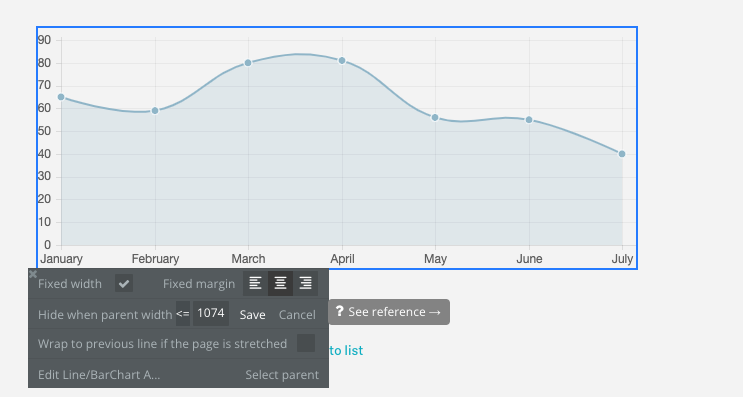 90
80
70
60
50
40
30
20
10
0
January February March April May June July
Fixed width Fixed margin
Hide when parent width <= 1074 Save Cancel
? See reference →
Wrap to previous line if the page is stretched
to list
Edit Line/BarChart A... Select parent